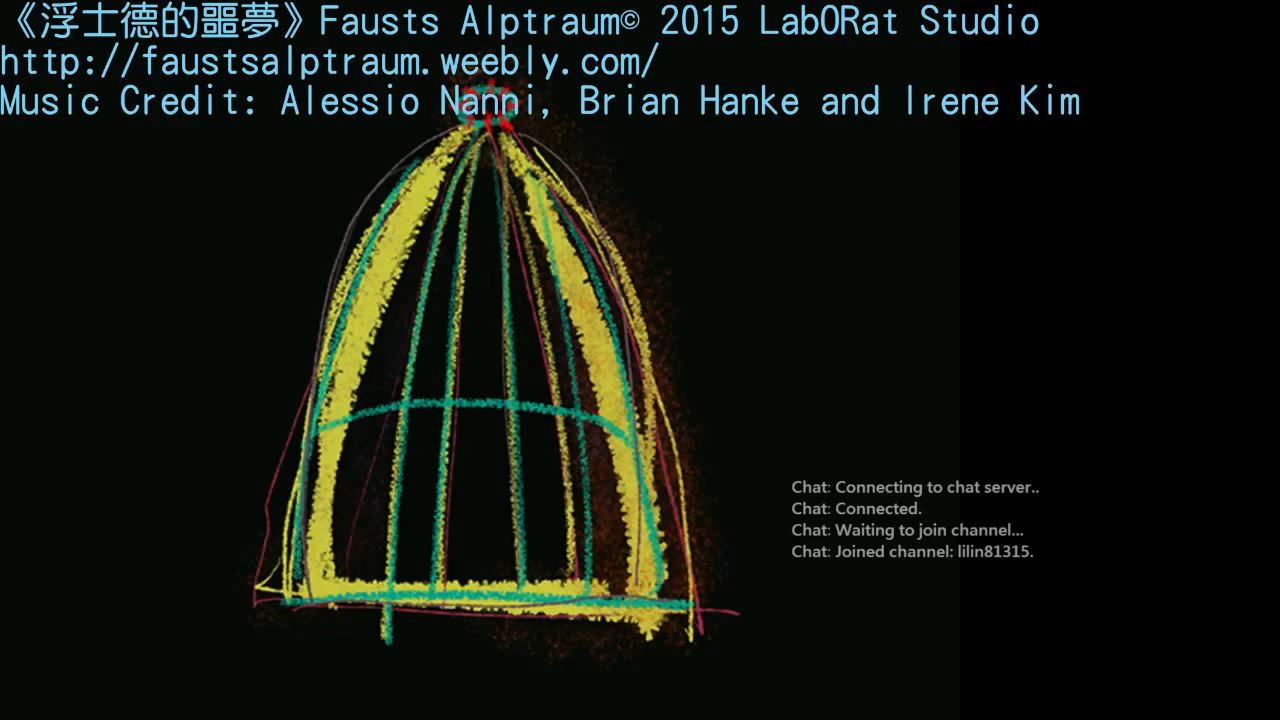 《浮士德的噩夢》Fausts Alptraum© 2015 LabORat Studio
http://faustsalptraum.weebly.com/
Music Credit: Alessio Nanni, Brian Hanke and Irene Kim
Chat: Connecting to chat server..
Chat: Connected.
Chat: Waiting to join channel...
Chat: Joined channel: lilin81315.